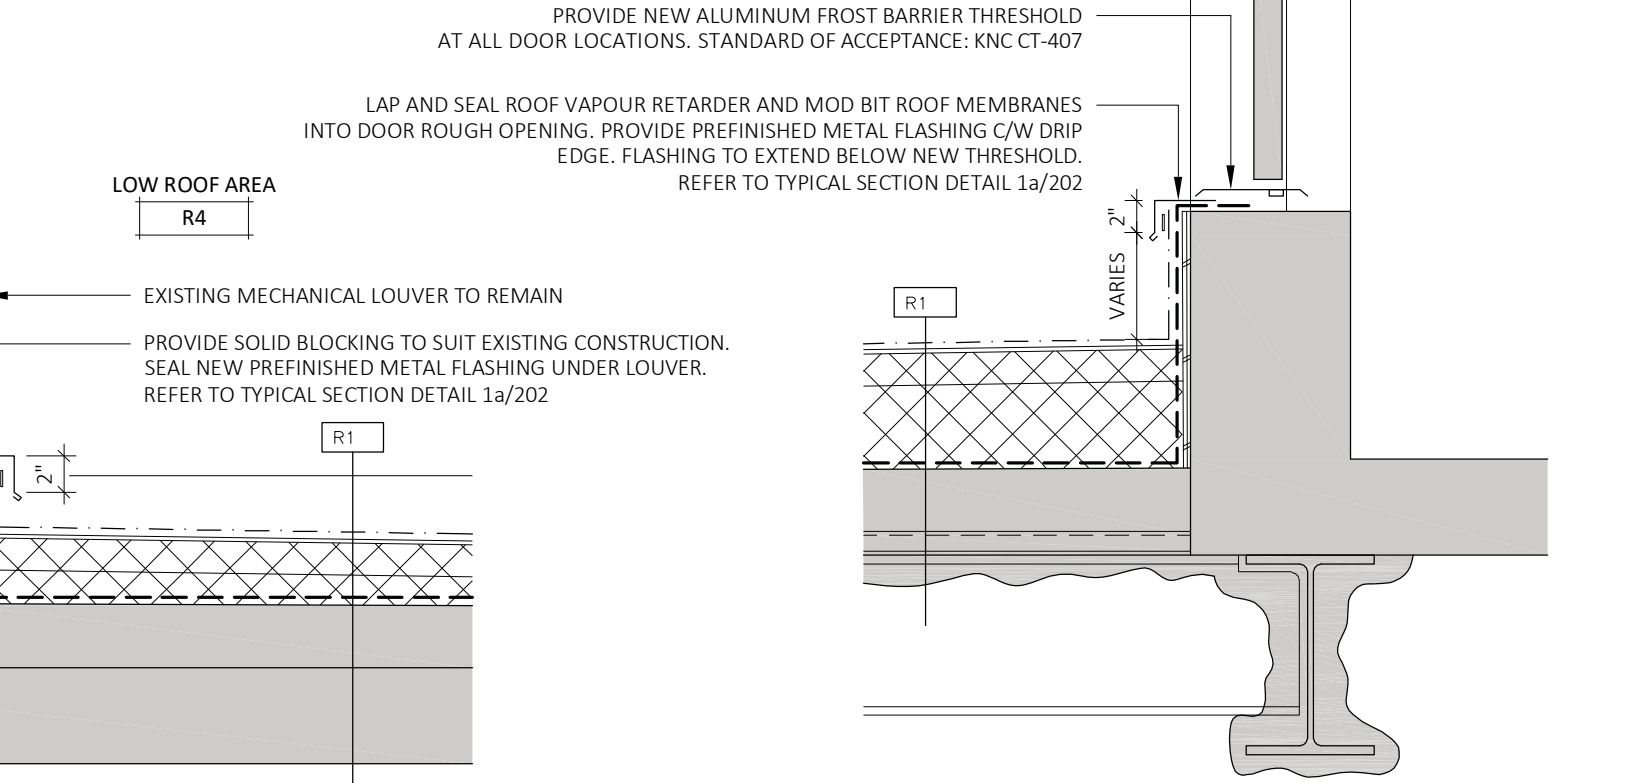 PROVIDE NEW ALUMINUM FROST BARRIER THRESHOLD
AT ALL DOOR LOCATIONS. STANDARD OF ACCEPTANCE: KNC CT-407
LAP AND SEAL ROOF VAPOUR RETARDER AND MOD BIT ROOF MEMBRANES
INTO DOOR ROUGH OPENING. PROVIDE PREFINISHED METAL FLASHING C/W DRIP
EDGE. FLASHING TO EXTEND BELOW NEW THRESHOLD.
REFER TO TYPICAL SECTION DETAIL 1a/202
LOW ROOF AREA
R4
2"
VARIES
EXISTING MECHANICAL LOUVER TO REMAIN
R1
PROVIDE SOLID BLOCKING TO SUIT EXISTING CONSTRUCTION.
SEAL NEW PREFINISHED METAL FLASHING UNDER LOUVER.
REFER TO TYPICAL SECTION DETAIL 1a/202
R1
2"